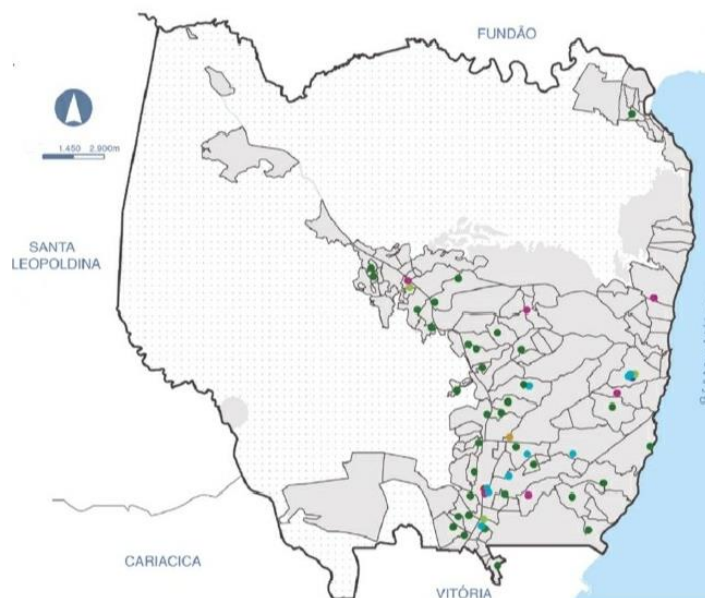 FUNDÃO
1.450 2.900m
SANTA
LEOPOLDINA
CARIACICA
VITÓRIA